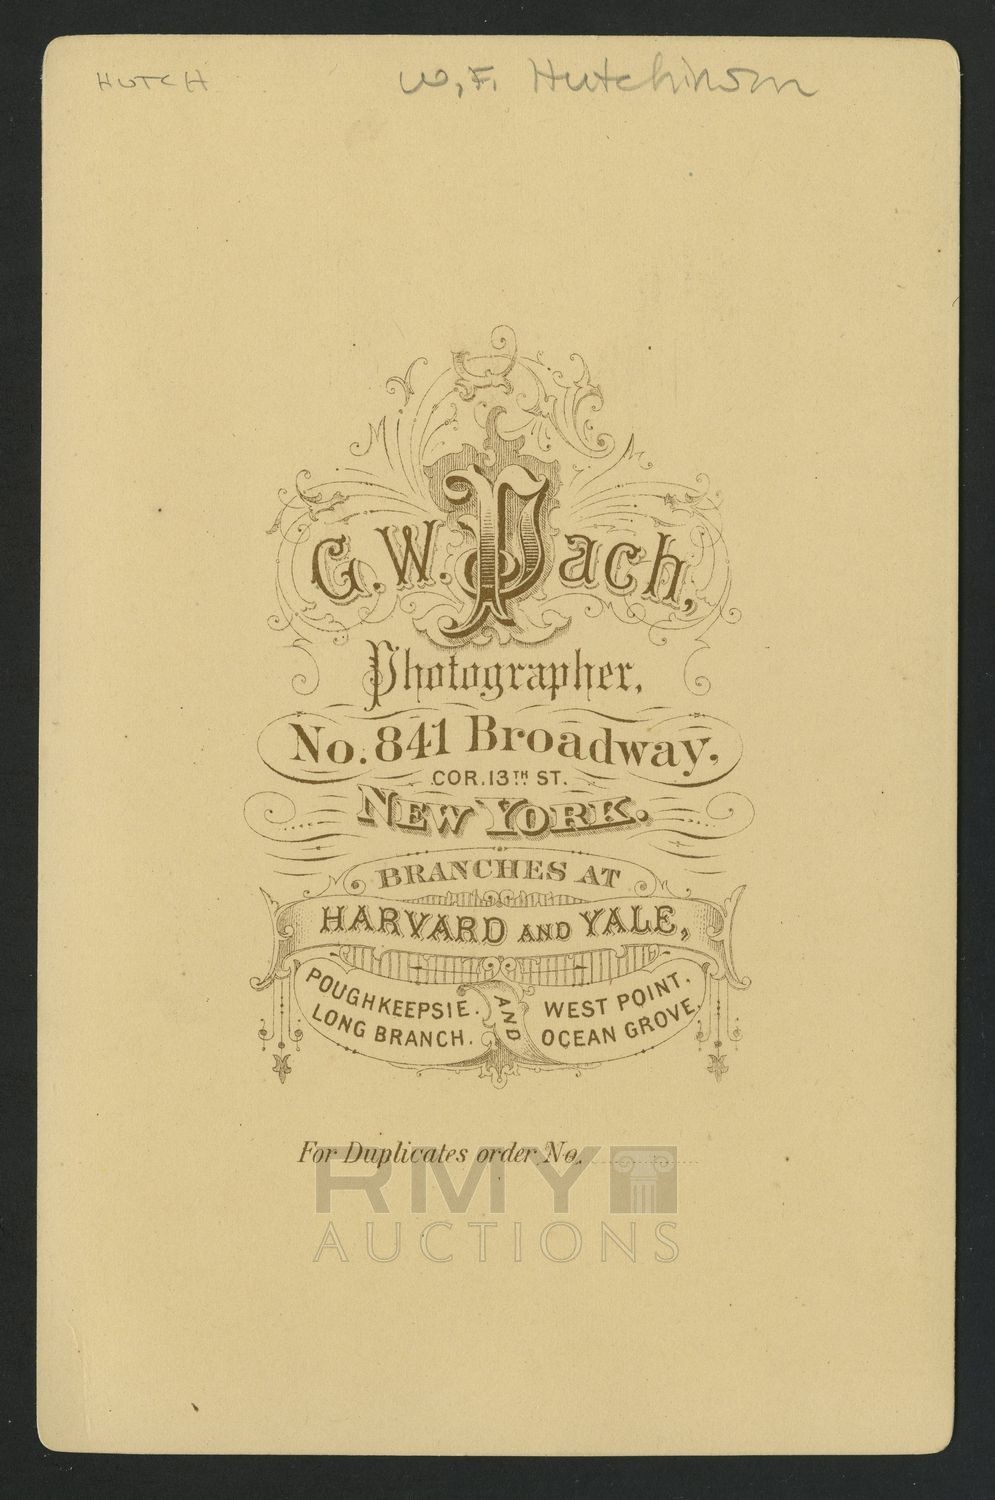 HUTCH
W. F. Hutchinson
G. W. Pach,
Photographer,
No. 841 Broadway,
COR. 13TH ST.
NEW YORK.
BRANCHES AT
HARVARD AND YALE,
POUGHKEEPSIE.
LONG BRANCH.
AND
WEST POINT.
OCEAN GROVE.
For Duplicates order No.
RMY
AUCTIONS